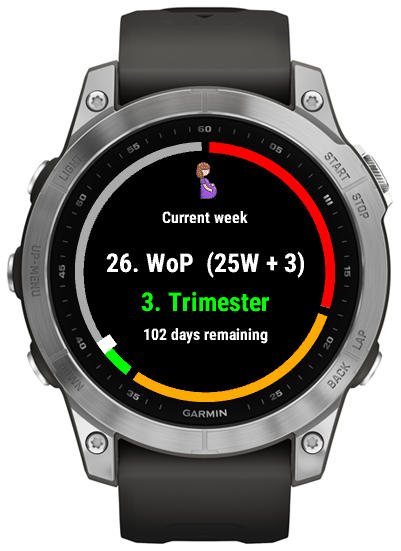 60
55
05
LIGHT
START
STOP
Current week
50
10
26. WoP (25W + 3)
45
UP·MENU
15
3. Trimester
102 days remaining
40
20
LAP
BACK
DOWN
35
25
GARMIN